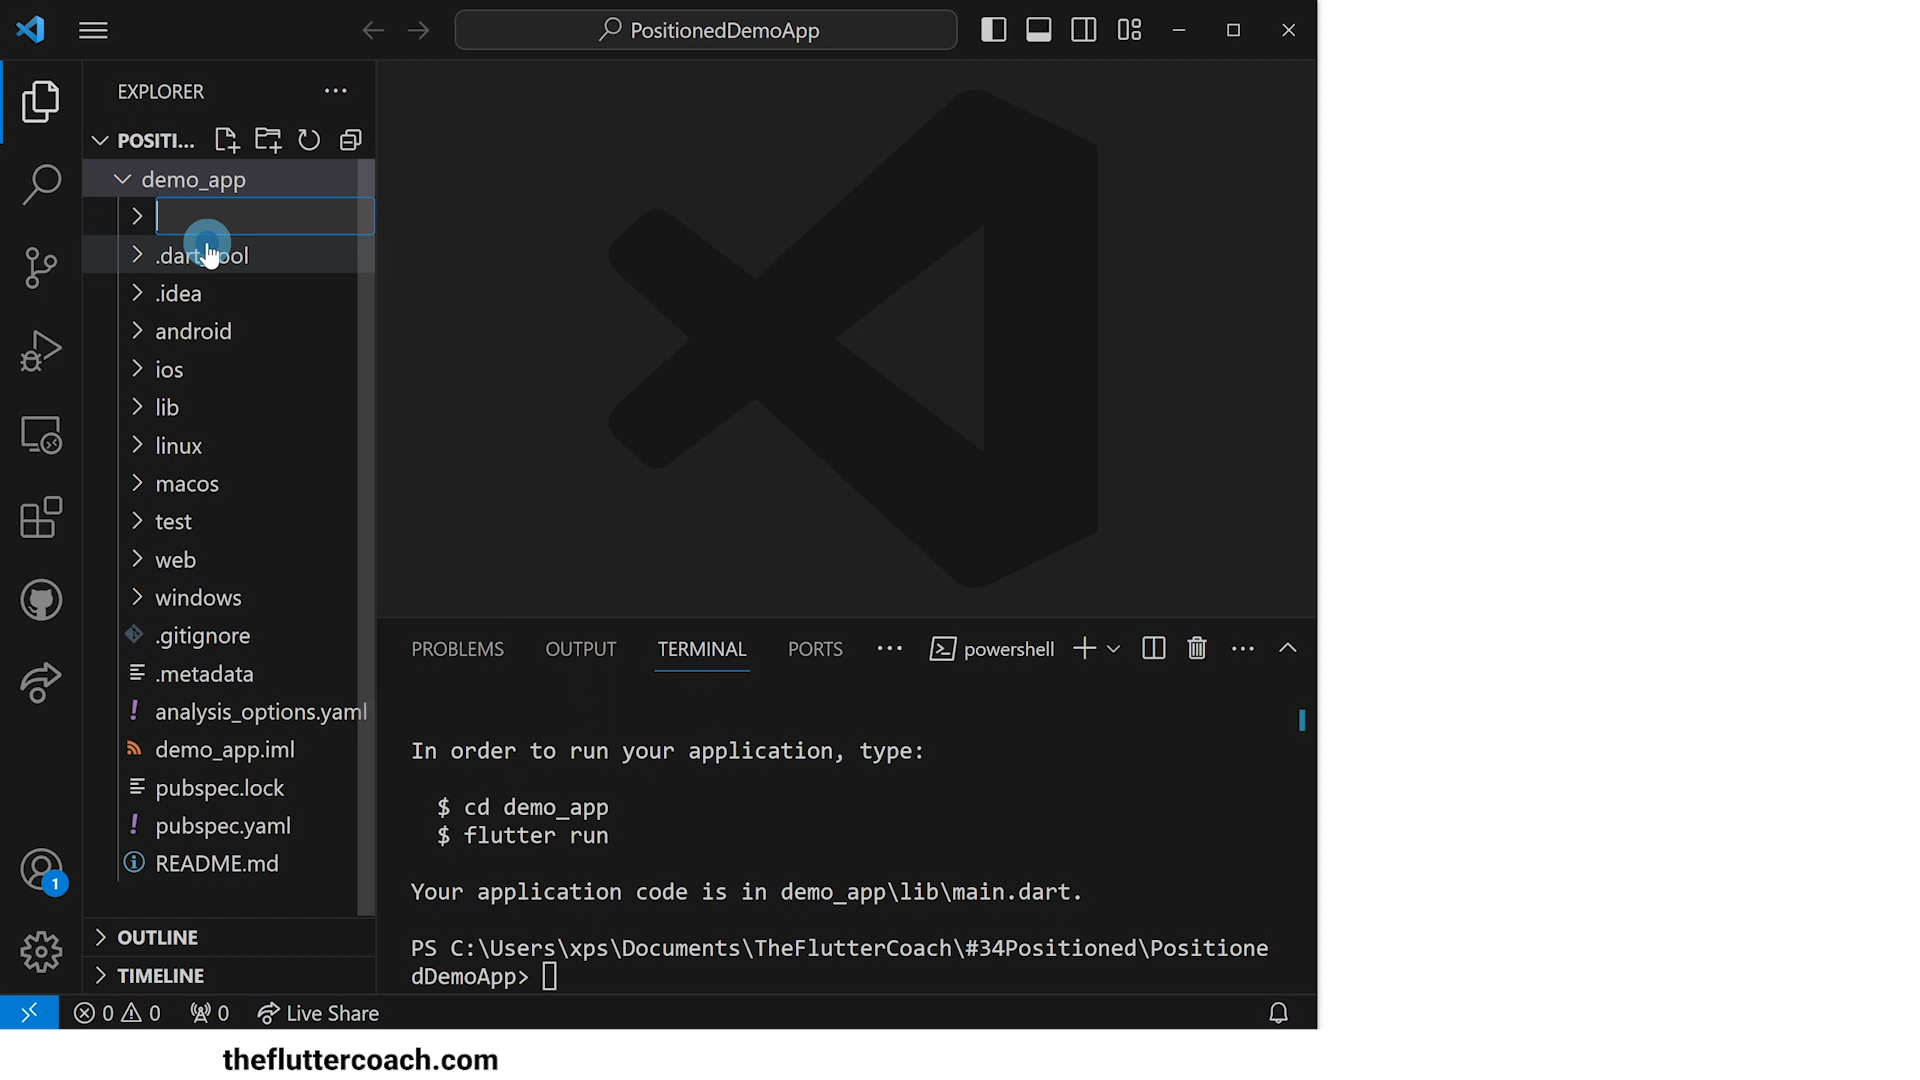 PositionedDemoApp
EXPLORER
POSITI...
demo_app
.dart_tool
.idea
android
ios
lib
linux
macos
test
web
windows
.gitignore
.metadata
analysis_options.yaml
demo_app.iml
pubspec.lock
pubspec.yaml
README.md
OUTLINE
TIMELINE
1
PROBLEMS OUTPUT TERMINAL PORTS powershell
In order to run your application, type:
$ cd demo_app
$ flutter run
Your application code is in demo_app\lib\main.dart.
PS C:\Users\xps\Documents\TheFlutterCoach\#34Positioned\Positione
dDemoApp>
0 0 0 Live Share
thefluttercoach.com